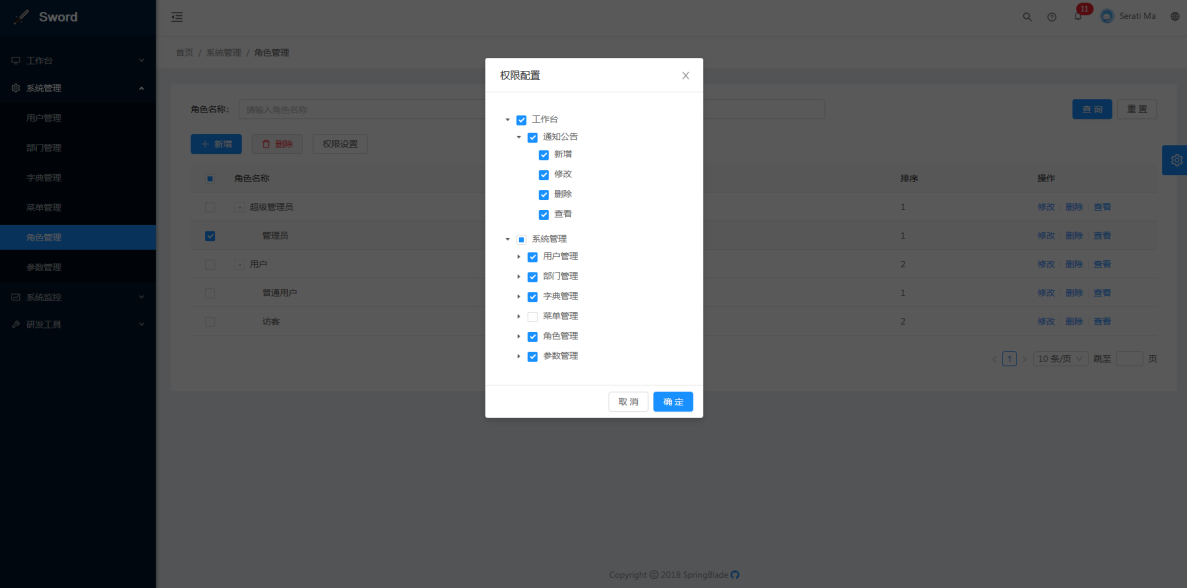 Sword
11
Serati Ma
首页 / 系统管理 / 角色管理
工作台
系统管理
用户管理
部门管理
字典管理
菜单管理
角色管理
参数管理
系统监控
研发工具
角色名称: 请输入角色名称
查 询 重 置
+ 新增 删除 权限设置
角色名称 排序 操作
超级管理员 1 修改 删除 查看
管理员 1 修改 删除 查看
用户 2 修改 删除 查看
普通用户 1 修改 删除 查看
访客 2 修改 删除 查看
< 1 > 10 条/页 跳至 页
权限配置 X
工作台
通知公告
新增
修改
删除
查看
系统管理
用户管理
部门管理
字典管理
菜单管理
角色管理
参数管理
取 消 确 定
Copyright © 2018 SpringBlade